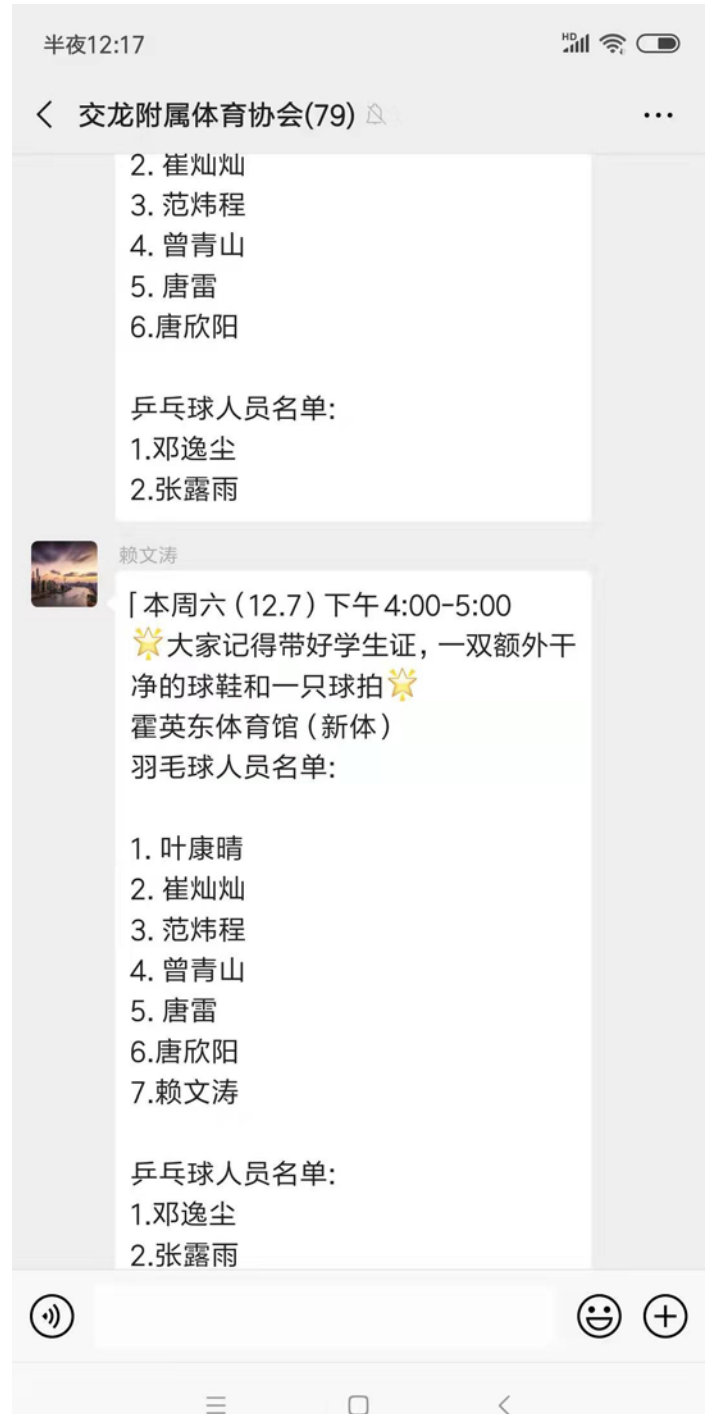 半夜12:17
HD
交龙附属体育协会(79)
2. 崔灿灿
3. 范炜程
4. 曾青山
5. 唐雷
6.唐欣阳
乒乓球人员名单:
1.邓逸尘
2.张露雨
赖文涛
「本周六（12.7）下午4:00-5:00
🌟大家记得带好学生证，一双额外干
净的球鞋和一只球拍🌟
霍英东体育馆（新体）
羽毛球人员名单:
1. 叶康晴
2. 崔灿灿
3. 范炜程
4. 曾青山
5. 唐雷
6.唐欣阳
7.赖文涛
乒乓球人员名单:
1.邓逸尘
2.张露雨